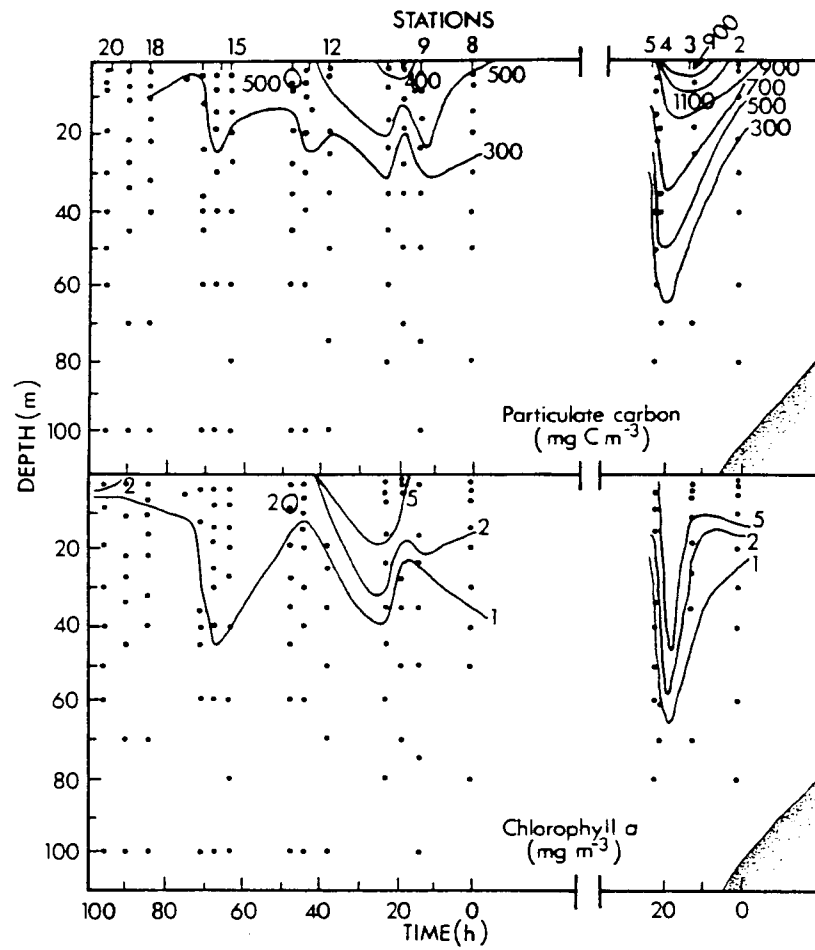 STATIONS
20 18 15 12 9 8 5 4 3 2
900
500 400 500 900
1100 700
500
300 300
20
40
60
80
100
DEPTH (m)
Particulate carbon
(mg C m⁻³)
2 2 5 5
2 2
1 1
20
40
60
80
100
Chlorophyll a
(mg m⁻³)
100 80 60 40 20 0 20 0
TIME (h)